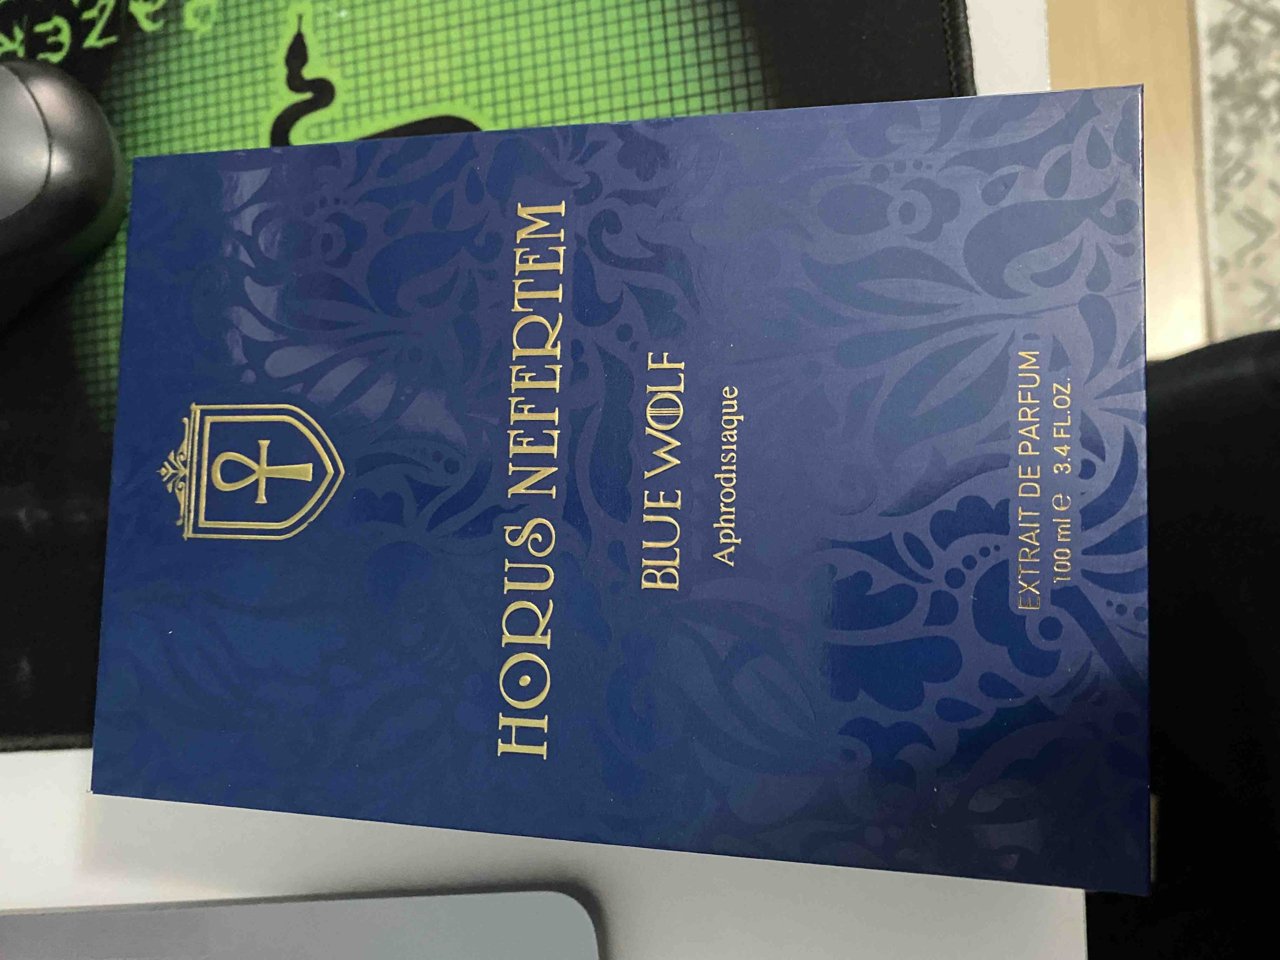 HORUS NEFERTEM
BLUE WOLF
Aphrodisiaque
EXTRAIT DE PARFUM
100 ml ℮ 3.4 FL.OZ.